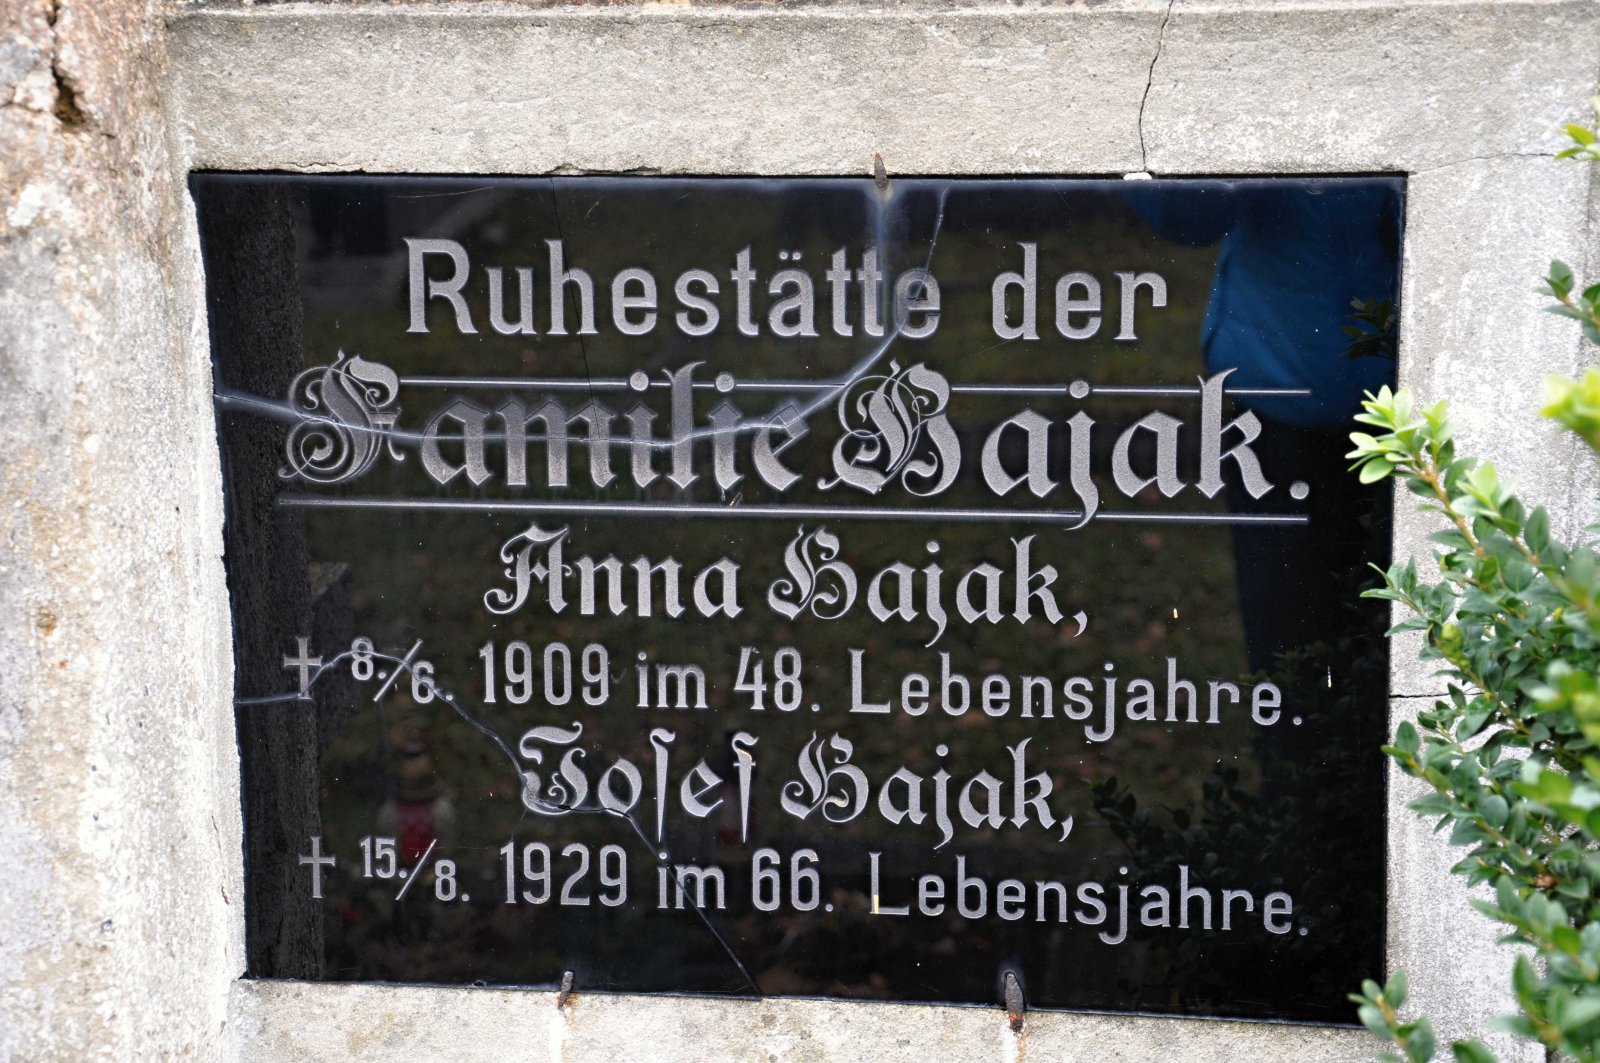 Ruhestätte der
Familie Bajak.
Anna Bajak,
† 8./6. 1909 im 48. Lebensjahre.
Joſef Bajak,
† 15./8. 1929 im 66. Lebensjahre.